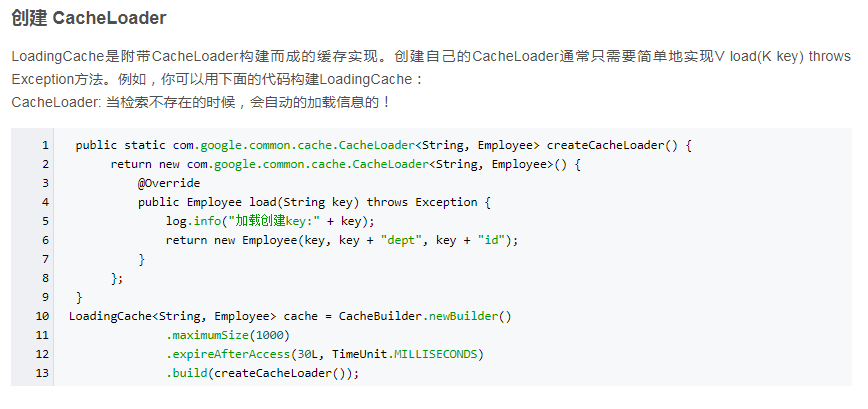 创建 CacheLoader
LoadingCache是附带CacheLoader构建而成的缓存实现。创建自己的CacheLoader通常只需要简单地实现V load(K key) throws
Exception方法。例如，你可以用下面的代码构建LoadingCache：
CacheLoader: 当检索不存在的时候，会自动的加载信息的！
1 public static com.google.common.cache.CacheLoader<String, Employee> createCacheLoader() {
2 return new com.google.common.cache.CacheLoader<String, Employee>() {
3 @Override
4 public Employee load(String key) throws Exception {
5 log.info("加载创建key:" + key);
6 return new Employee(key, key + "dept", key + "id");
7 }
8 };
9 }
10 LoadingCache<String, Employee> cache = CacheBuilder.newBuilder()
11 .maximumSize(1000)
12 .expireAfterAccess(30L, TimeUnit.MILLISECONDS)
13 .build(createCacheLoader());